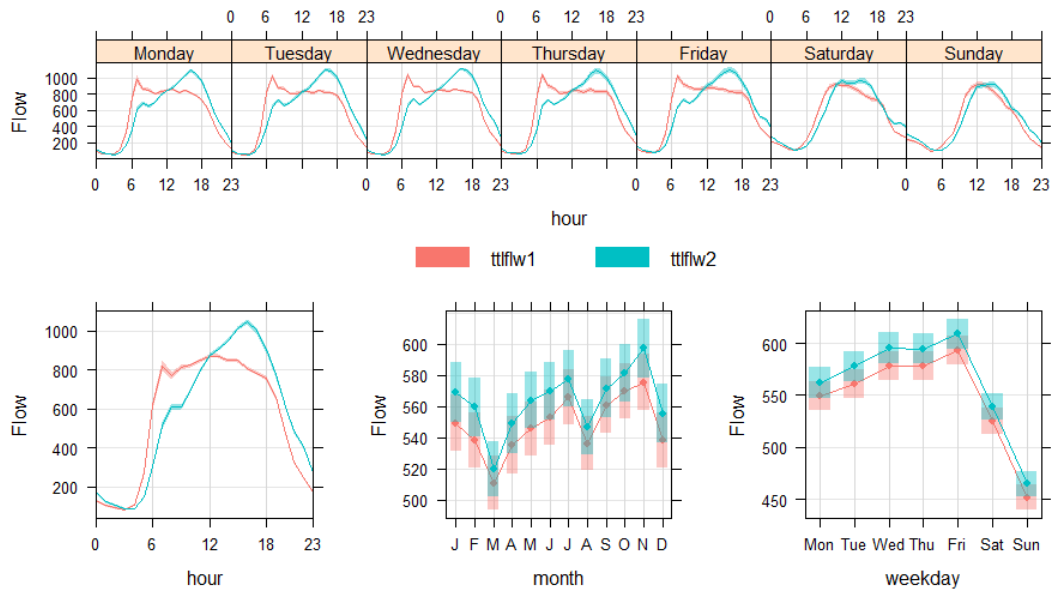 0 6 12 18 23 0 6 12 18 23 0 6 12 18 23
Monday Tuesday Wednesday Thursday Friday Saturday Sunday
1000
800
600
400
200
Flow
0 6 12 18 23 0 6 12 18 23 0 6 12 18 23 0 6 12 18 23
hour
ttlflw1 ttlflw2
1000
800
600
400
200
Flow
0 6 12 18 23
hour
600
580
560
540
520
500
Flow
J F M A M J J A S O N D
month
600
550
500
450
Flow
Mon Tue Wed Thu Fri Sat Sun
weekday